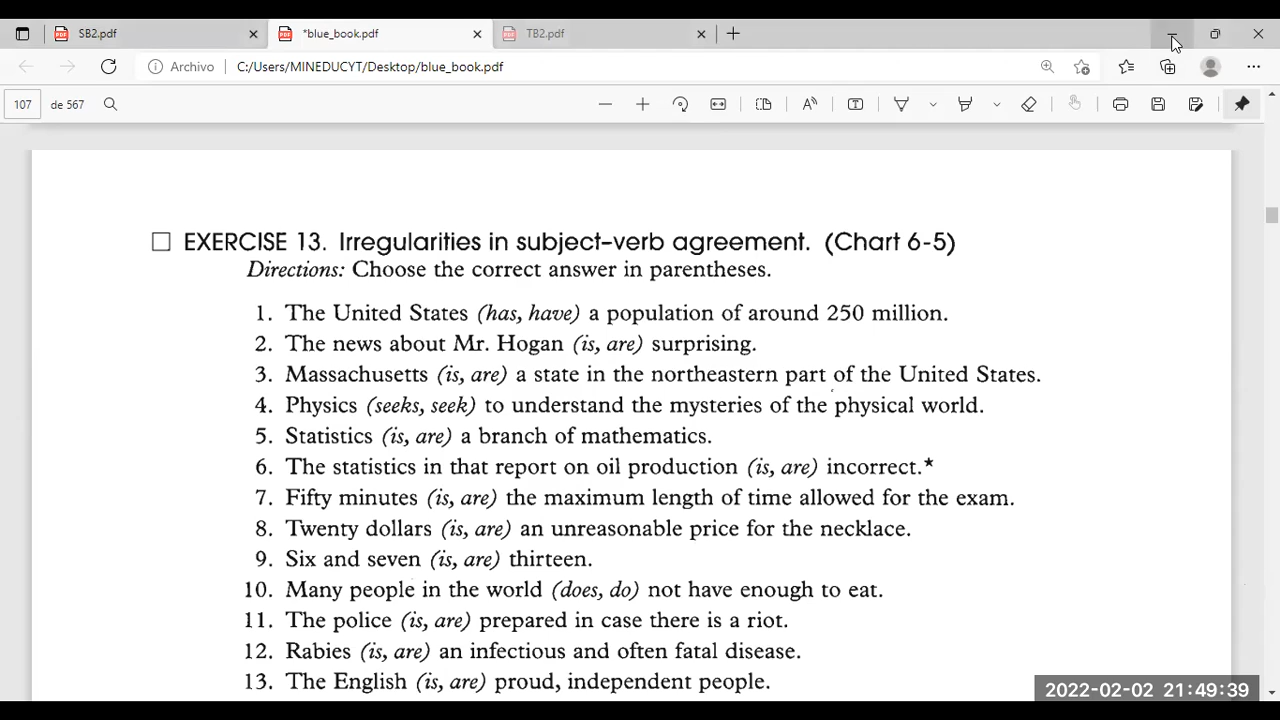 SB2.pdf
*blue_book.pdf
TB2.pdf
Archivo
C:/Users/MINEDUCYT/Desktop/blue_book.pdf
107 de 567
EXERCISE 13. Irregularities in subject-verb agreement. (Chart 6-5)
Directions: Choose the correct answer in parentheses.
1. The United States (has, have) a population of around 250 million.
2. The news about Mr. Hogan (is, are) surprising.
3. Massachusetts (is, are) a state in the northeastern part of the United States.
4. Physics (seeks, seek) to understand the mysteries of the physical world.
5. Statistics (is, are) a branch of mathematics.
6. The statistics in that report on oil production (is, are) incorrect.*
7. Fifty minutes (is, are) the maximum length of time allowed for the exam.
8. Twenty dollars (is, are) an unreasonable price for the necklace.
9. Six and seven (is, are) thirteen.
10. Many people in the world (does, do) not have enough to eat.
11. The police (is, are) prepared in case there is a riot.
12. Rabies (is, are) an infectious and often fatal disease.
13. The English (is, are) proud, independent people.
2022-02-02 21:49:39